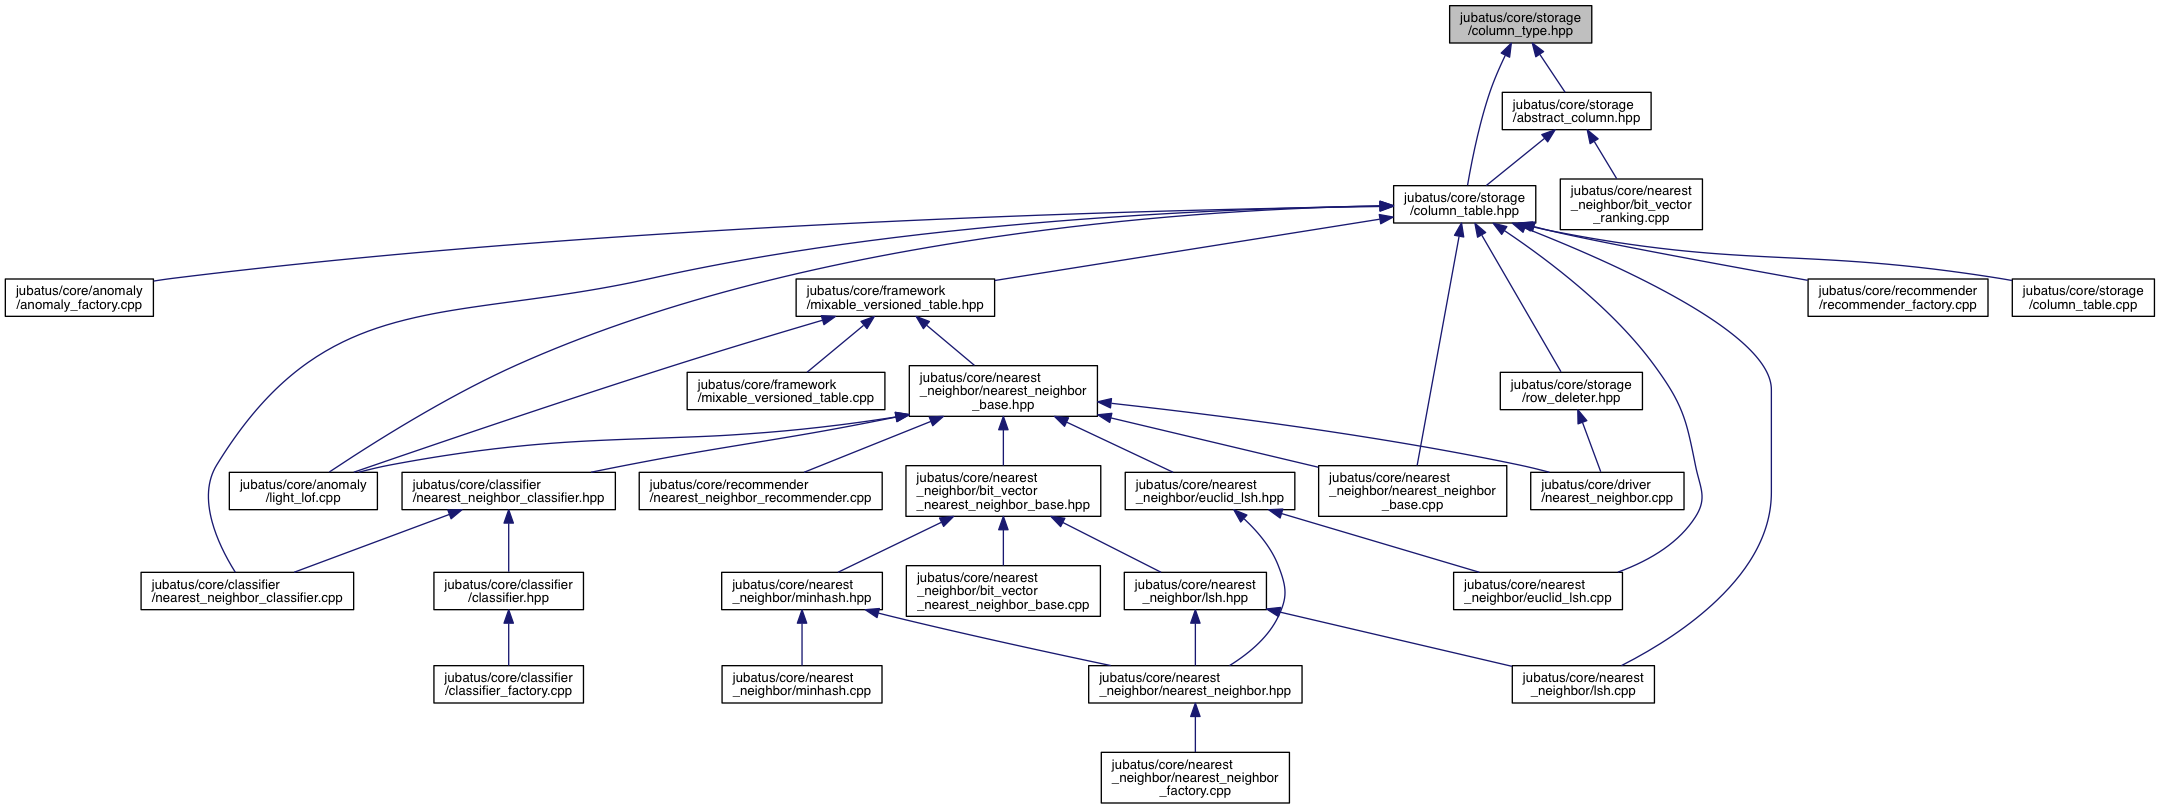 jubatus/core/storage
/column_type.hpp
jubatus/core/storage
/abstract_column.hpp
jubatus/core/storage
/column_table.hpp
jubatus/core/nearest
_neighbor/bit_vector
_ranking.cpp
jubatus/core/anomaly
/anomaly_factory.cpp
jubatus/core/framework
/mixable_versioned_table.hpp
jubatus/core/recommender
/recommender_factory.cpp
jubatus/core/storage
/column_table.cpp
jubatus/core/framework
/mixable_versioned_table.cpp
jubatus/core/nearest
_neighbor/nearest_neighbor
_base.hpp
jubatus/core/storage
/row_deleter.hpp
jubatus/core/anomaly
/light_lof.cpp
jubatus/core/classifier
/nearest_neighbor_classifier.hpp
jubatus/core/recommender
/nearest_neighbor_recommender.cpp
jubatus/core/nearest
_neighbor/bit_vector
_nearest_neighbor_base.hpp
jubatus/core/nearest
_neighbor/euclid_lsh.hpp
jubatus/core/nearest
_neighbor/nearest_neighbor
_base.cpp
jubatus/core/driver
/nearest_neighbor.cpp
jubatus/core/classifier
/nearest_neighbor_classifier.cpp
jubatus/core/classifier
/classifier.hpp
jubatus/core/nearest
_neighbor/minhash.hpp
jubatus/core/nearest
_neighbor/bit_vector
_nearest_neighbor_base.cpp
jubatus/core/nearest
_neighbor/lsh.hpp
jubatus/core/nearest
_neighbor/euclid_lsh.cpp
jubatus/core/classifier
/classifier_factory.cpp
jubatus/core/nearest
_neighbor/minhash.cpp
jubatus/core/nearest
_neighbor/nearest_neighbor.hpp
jubatus/core/nearest
_neighbor/lsh.cpp
jubatus/core/nearest
_neighbor/nearest_neighbor
_factory.cpp